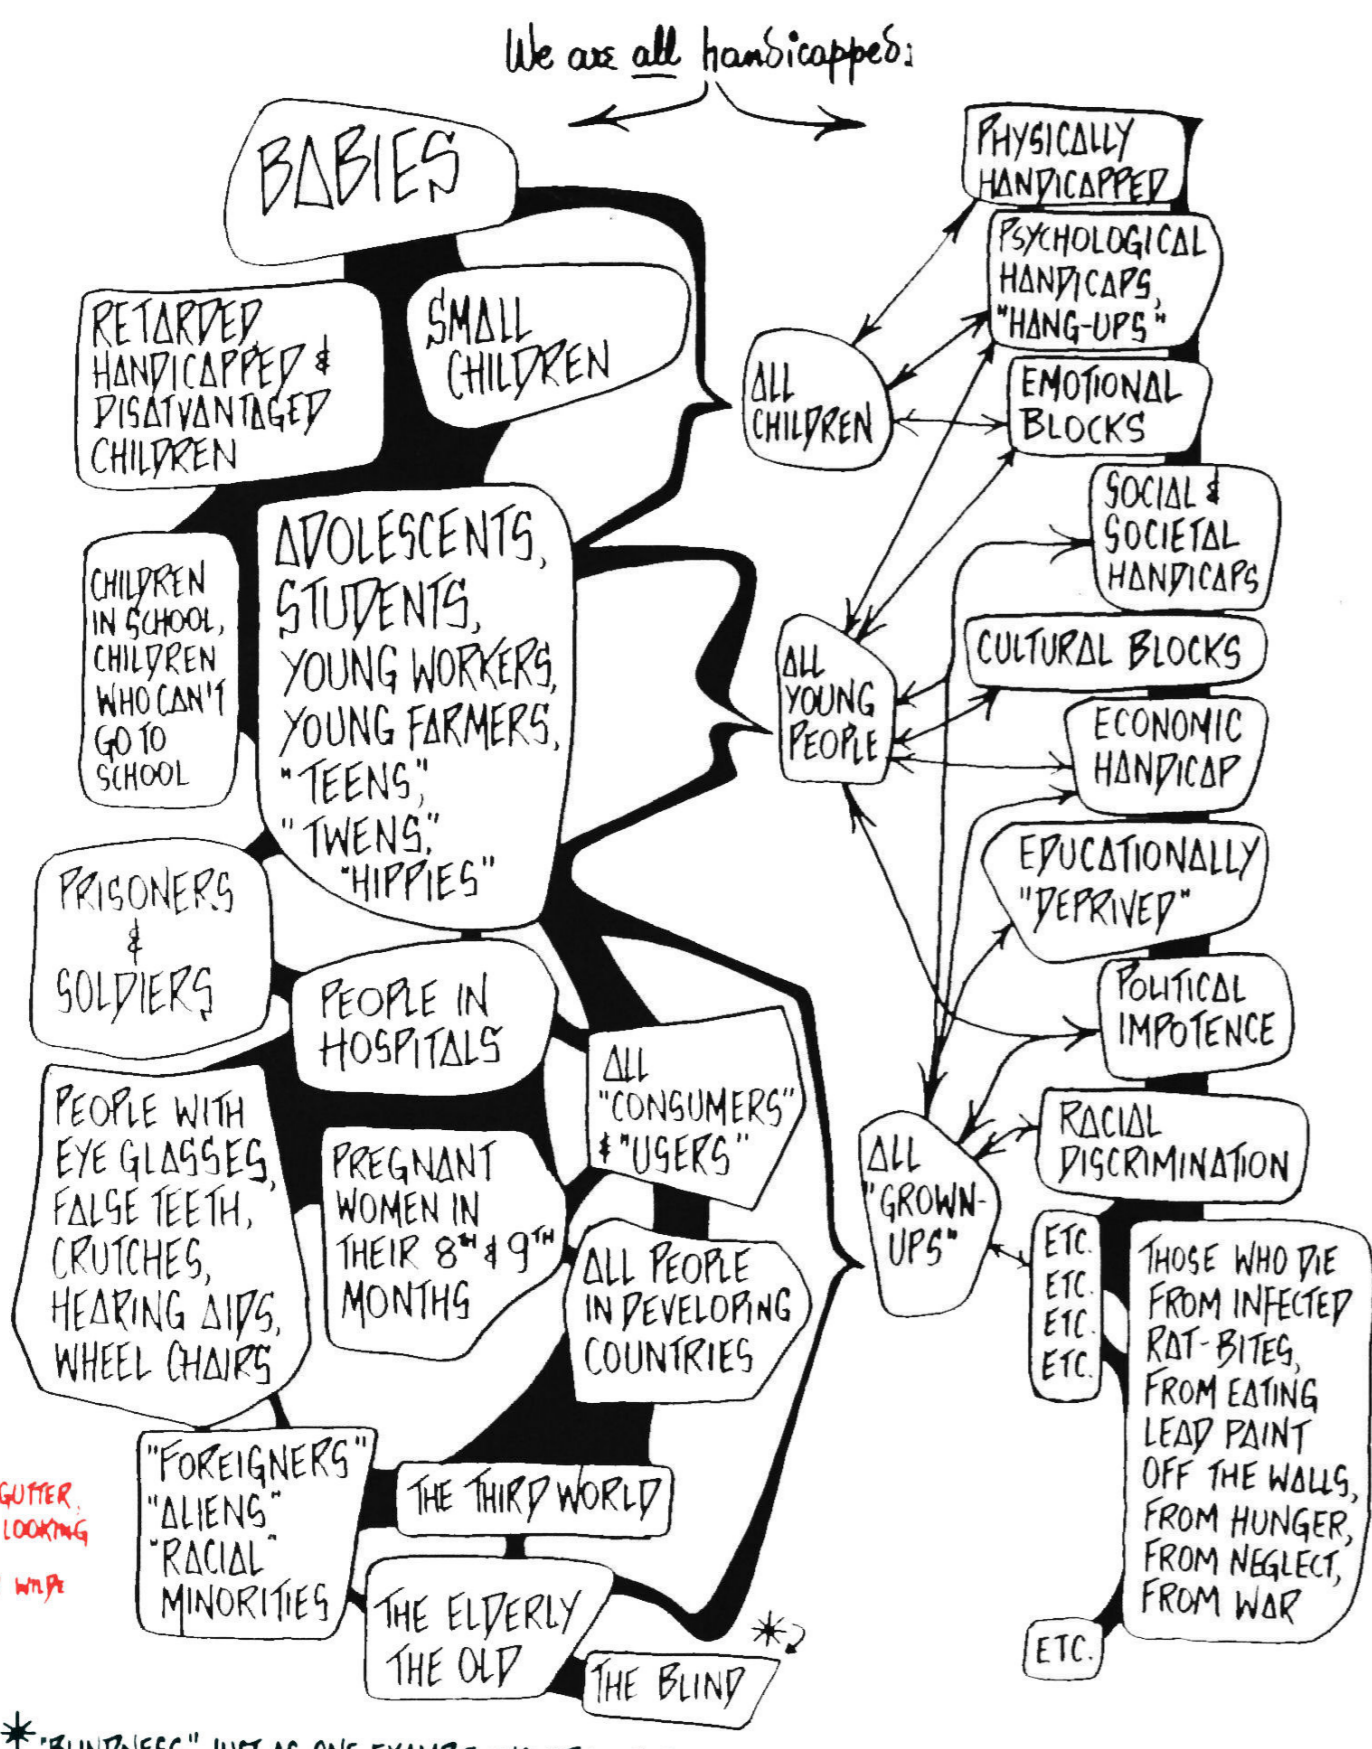 We are all handicapped:
BABIES
RETARDED,
HANDICAPPED &
DISATVANTAGED
CHILDREN
SMALL
CHILDREN
CHILDREN
IN SCHOOL,
CHILDREN
WHO CAN'T
GO TO
SCHOOL
ADOLESCENTS,
STUDENTS,
YOUNG WORKERS,
YOUNG FARMERS,
"TEENS,"
"TWENS,"
"HIPPIES"
PRISONERS
&
SOLDIERS
PEOPLE IN
HOSPITALS
ALL
"CONSUMERS"
& "USERS"
PEOPLE WITH
EYE GLASSES,
FALSE TEETH,
CRUTCHES,
HEARING AIDS,
WHEEL CHAIRS
PREGNANT
WOMEN IN
THEIR 8TH & 9TH
MONTHS
ALL PEOPLE
IN DEVELOPING
COUNTRIES
"FOREIGNERS"
"ALIENS"
"RACIAL"
MINORITIES
THE THIRD WORLD
THE ELDERLY
THE OLD
THE BLIND
*
ALL
CHILDREN
ALL
YOUNG
PEOPLE
ALL
"GROWN-
UPS"
PHYSICALLY
HANDICAPPED
PSYCHOLOGICAL
HANDICAPS,
"HANG-UPS"
EMOTIONAL
BLOCKS
SOCIAL &
SOCIETAL
HANDICAPS
CULTURAL BLOCKS
ECONOMIC
HANDICAP
EDUCATIONALLY
"DEPRIVED"
POLITICAL
IMPOTENCE
RACIAL
DISCRIMINATION
ETC.
ETC.
ETC.
ETC.
THOSE WHO DIE
FROM INFECTED
RAT-BITES,
FROM EATING
LEAD PAINT
OFF THE WALLS,
FROM HUNGER,
FROM NEGLECT,
FROM WAR
ETC.
GUTTER,
LOOKING
* "BLINDNESS" JUST AS ONE